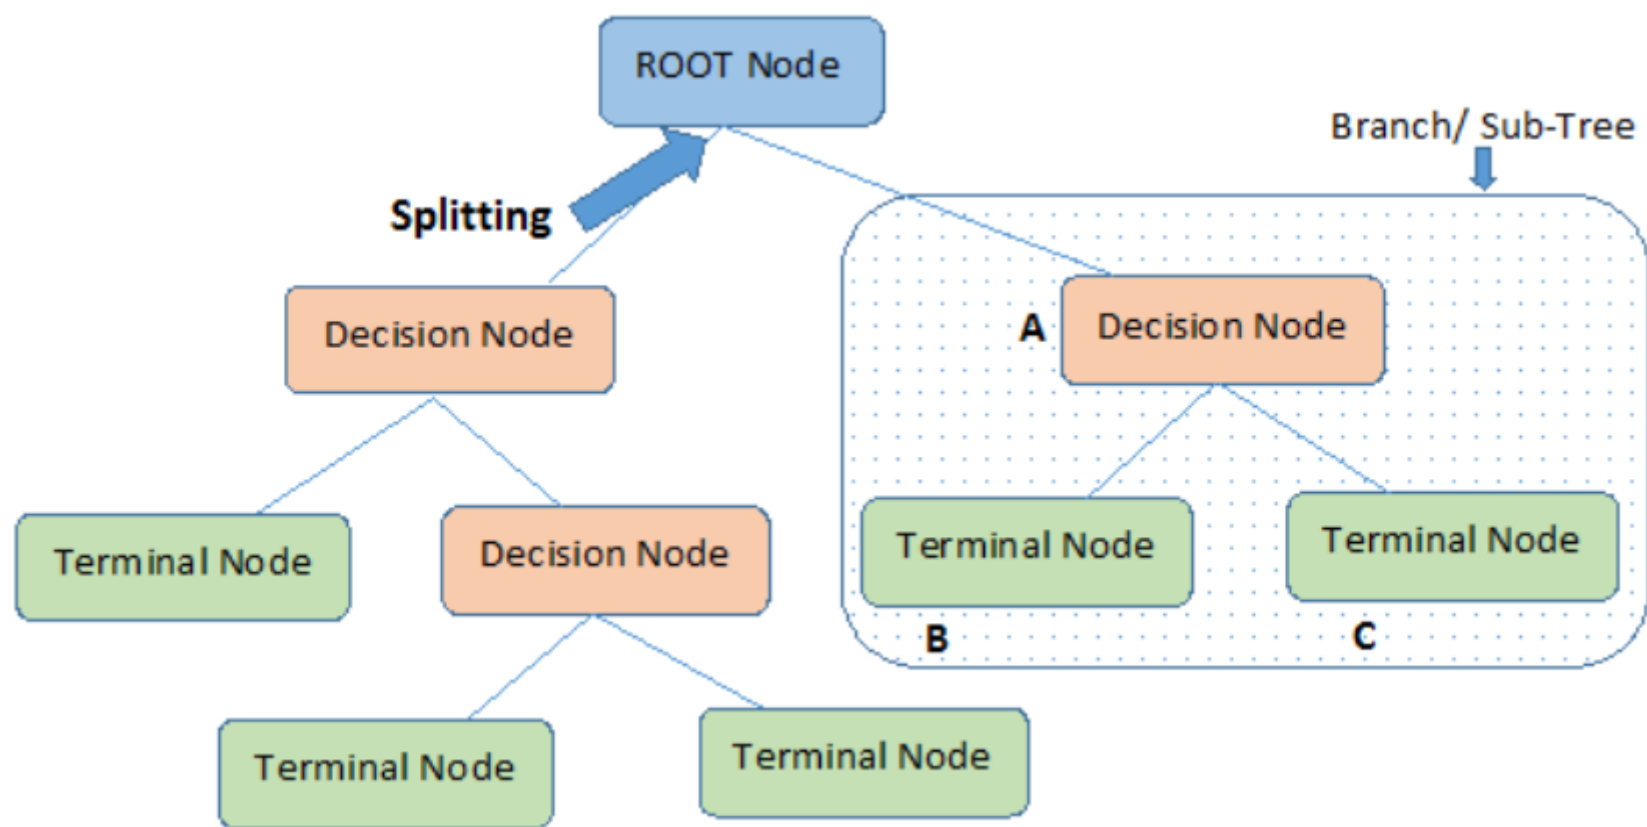 ROOT Node
Branch/ Sub-Tree
Splitting
Decision Node
A
Decision Node
Terminal Node
Decision Node
Terminal Node
Terminal Node
B
C
Terminal Node
Terminal Node